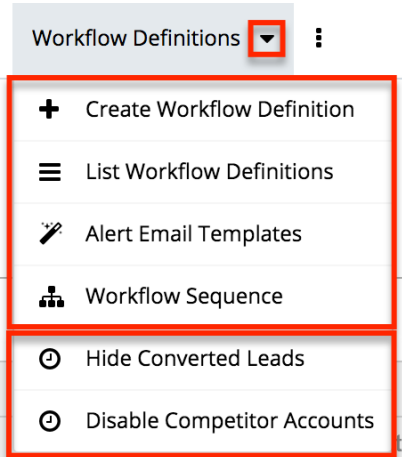 Workflow Definitions
Create Workflow Definition
List Workflow Definitions
Alert Email Templates
Workflow Sequence
Hide Converted Leads
Disable Competitor Accounts